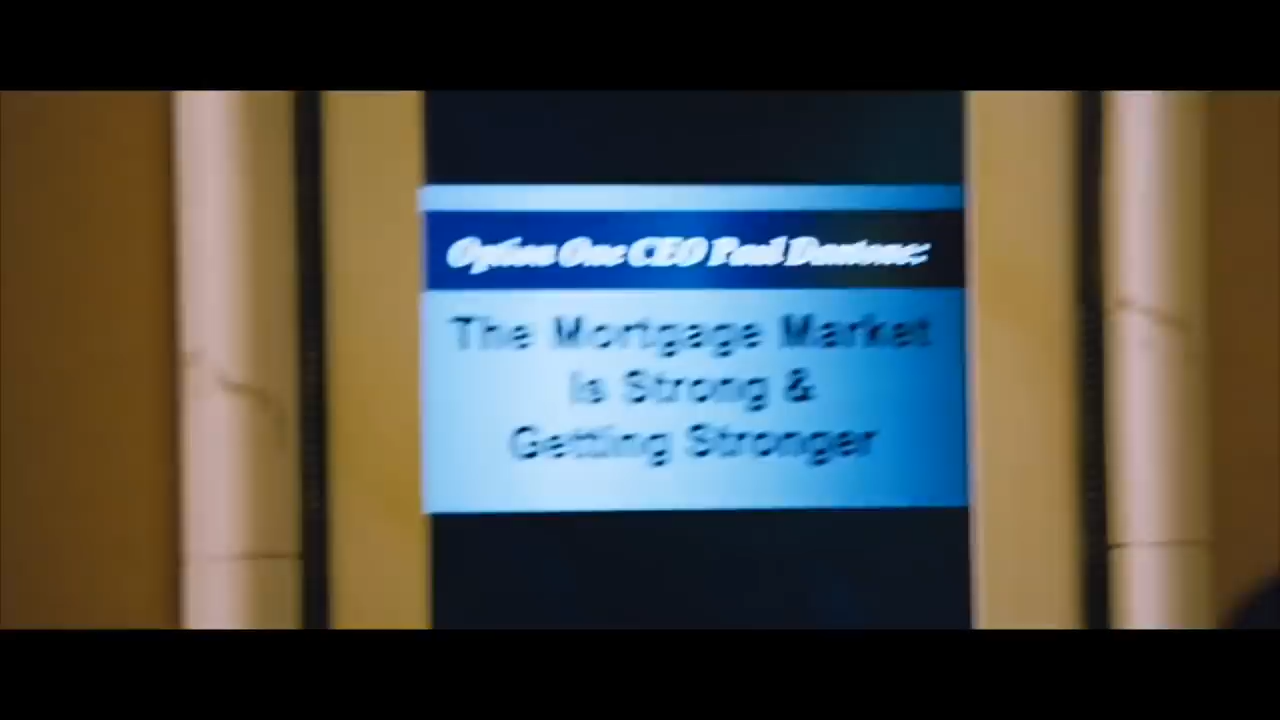 Option One CEO Paul
The Mortgage Market
Is Strong &
Getting Stronger